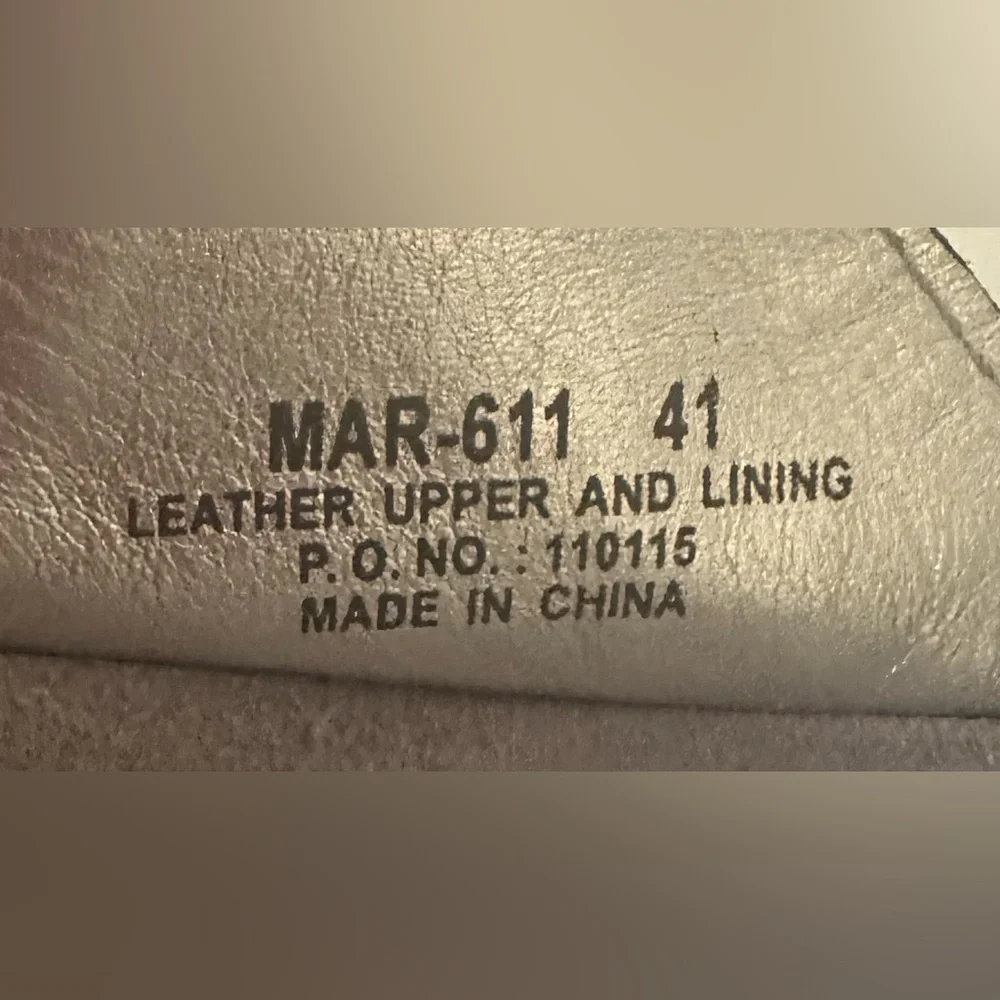 MAR-611 41
LEATHER UPPER AND LINING
P.O. NO. : 110115
MADE IN CHINA